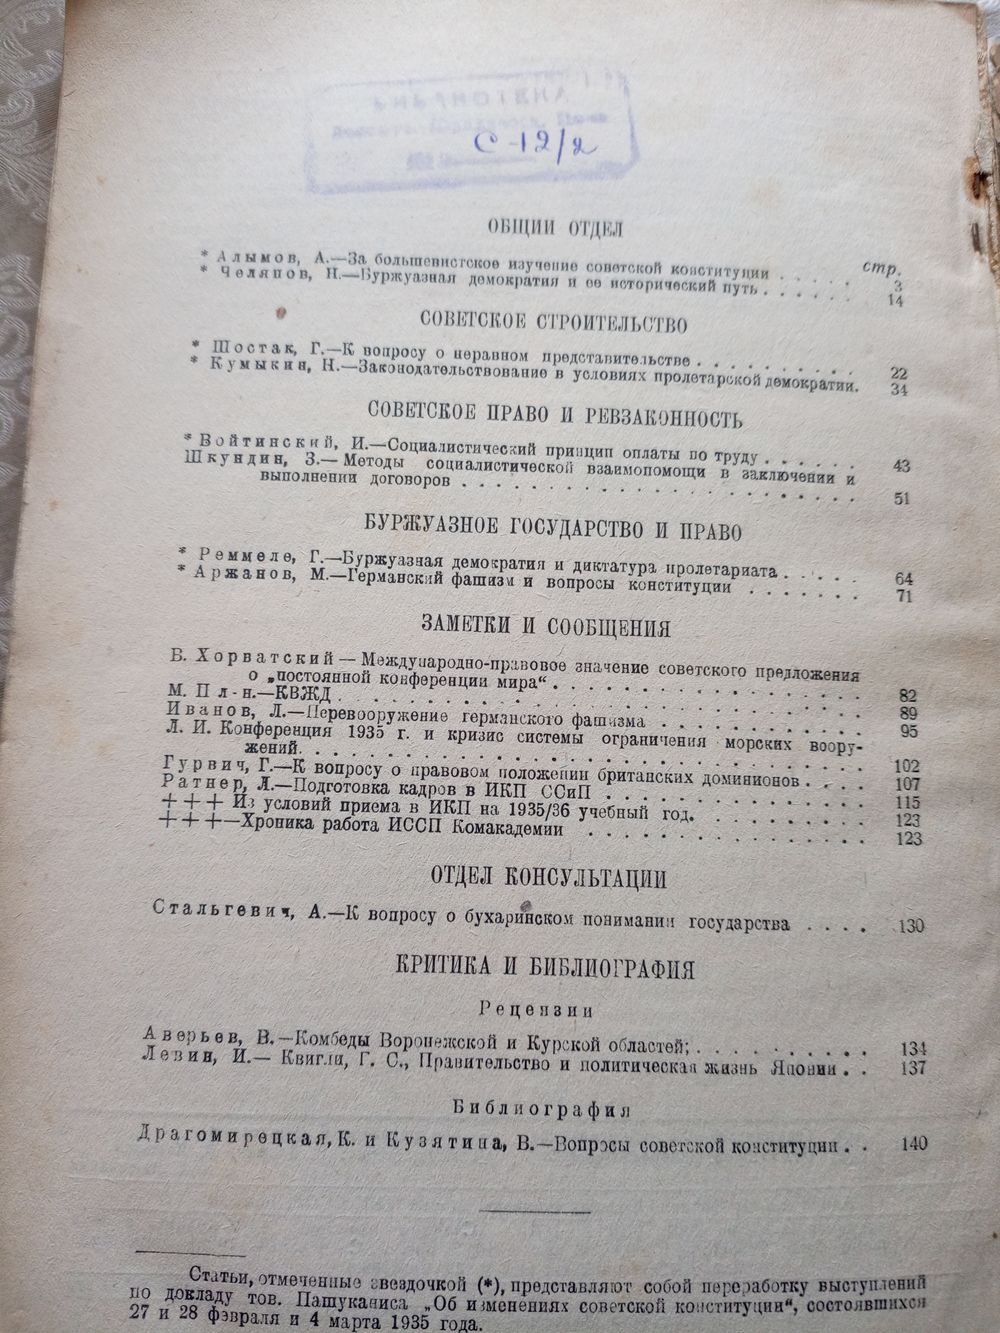 С-12/2
ОБЩИИ ОТДЕЛ
стр.
* Алымов, А.—За большевистское изучение советской конституции . . . . . 3
* Челяпов, Н.—Буржуазная демократия и ее исторический путь . . . . . . 14
СОВЕТСКОЕ СТРОИТЕЛЬСТВО
* Шостак, Г.—К вопросу о неравном представительстве . . . . . . . . . . 22
* Кумыкин, Н.—Законодательствование в условиях пролетарской демократии. 34
СОВЕТСКОЕ ПРАВО И РЕВЗАКОННОСТЬ
* Войтинский, И.—Социалистический принцип оплаты по труду . . . . . . 43
Шкундин, З.—Методы социалистической взаимопомощи в заключении и
выполнении договоров . . . . . . . . . . . . . . . . . . . . . . 51
БУРЖУАЗНОЕ ГОСУДАРСТВО И ПРАВО
* Реммеле, Г.—Буржуазная демократия и диктатура пролетариата . . . . . 64
* Аржанов, М.—Германский фашизм и вопросы конституции . . . . . . . 71
ЗАМЕТКИ И СООБЩЕНИЯ
В. Хорватский — Международно-правовое значение советского предложения
о „постоянной конференции мира“ . . . . . . . . . . . . . . . . 82
М. Пл-н.—КВЖД . . . . . . . . . . . . . . . . . . . . . . . 89
Иванов, Л.—Перевооружение германского фашизма . . . . . . . . . . . 95
Л. И. Конференция 1935 г. и кризис системы ограничения морских воору-
жений. . . . . . . . . . . . . . . . . . . . . . . . . . . . 102
Гурвич, Г.—К вопросу о правовом положении британских доминионов . . . . 107
Ратнер, Л.—Подготовка кадров в ИКП ССиП . . . . . . . . . . . . . 115
+ + + Из условий приема в ИКП на 1935/36 учебный год. . . . . . . . . 123
+ + +—Хроника работа ИССП Комакадемии . . . . . . . . . . . . . . 123
ОТДЕЛ КОНСУЛЬТАЦИИ
Стальгевич, А.—К вопросу о бухаринском понимании государства . . . . 130
КРИТИКА И БИБЛИОГРАФИЯ
Рецензии
Аверьев, В.—Комбеды Воронежской и Курской областей; . . . . . . . . . . 134
Левин, И.— Квигли, Г. С., Правительство и политическая жизнь Японии . . 137
Библиография
Драгомирецкая, К. и Кузятина, В.—Вопросы советской конституции . . 140
Статьи, отмеченные звездочкой (*), представляют собой переработку выступлений
по докладу тов. Пашуканиса „Об изменениях советской конституции“, состоявшихся
27 и 28 февраля и 4 марта 1935 года.